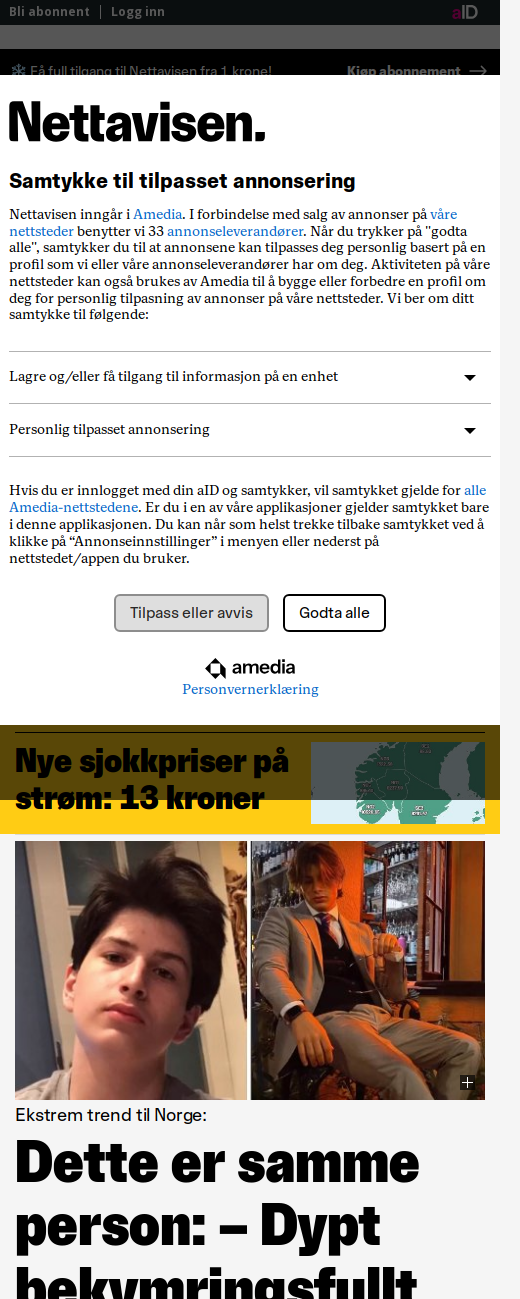 Bli abonnent | Logg inn
aID
Få full tilgang til Nettavisen fra 1 krone!
Kjøp abonnement →
Nettavisen.
Samtykke til tilpasset annonsering
Nettavisen inngår i Amedia. I forbindelse med salg av annonser på våre
nettsteder benytter vi 33 annonseleverandører. Når du trykker på "godta
alle", samtykker du til at annonsene kan tilpasses deg personlig basert på en
profil som vi eller våre annonseleverandører har om deg. Aktiviteten på våre
nettsteder kan også brukes av Amedia til å bygge eller forbedre en profil om
deg for personlig tilpasning av annonser på våre nettsteder. Vi ber om ditt
samtykke til følgende:
Lagre og/eller få tilgang til informasjon på en enhet
Personlig tilpasset annonsering
Hvis du er innlogget med din aID og samtykker, vil samtykket gjelde for alle
Amedia-nettstedene. Er du i en av våre applikasjoner gjelder samtykket bare
i denne applikasjonen. Du kan når som helst trekke tilbake samtykket ved å
klikke på “Annonseinnstillinger” i menyen eller nederst på
nettstedet/appen du bruker.
Tilpass eller avvis
Godta alle
amedia
Personvernerklæring
Nye sjokkpriser på
strøm: 13 kroner
Ekstrem trend til Norge:
Dette er samme
person: – Dypt
bekymringsfullt